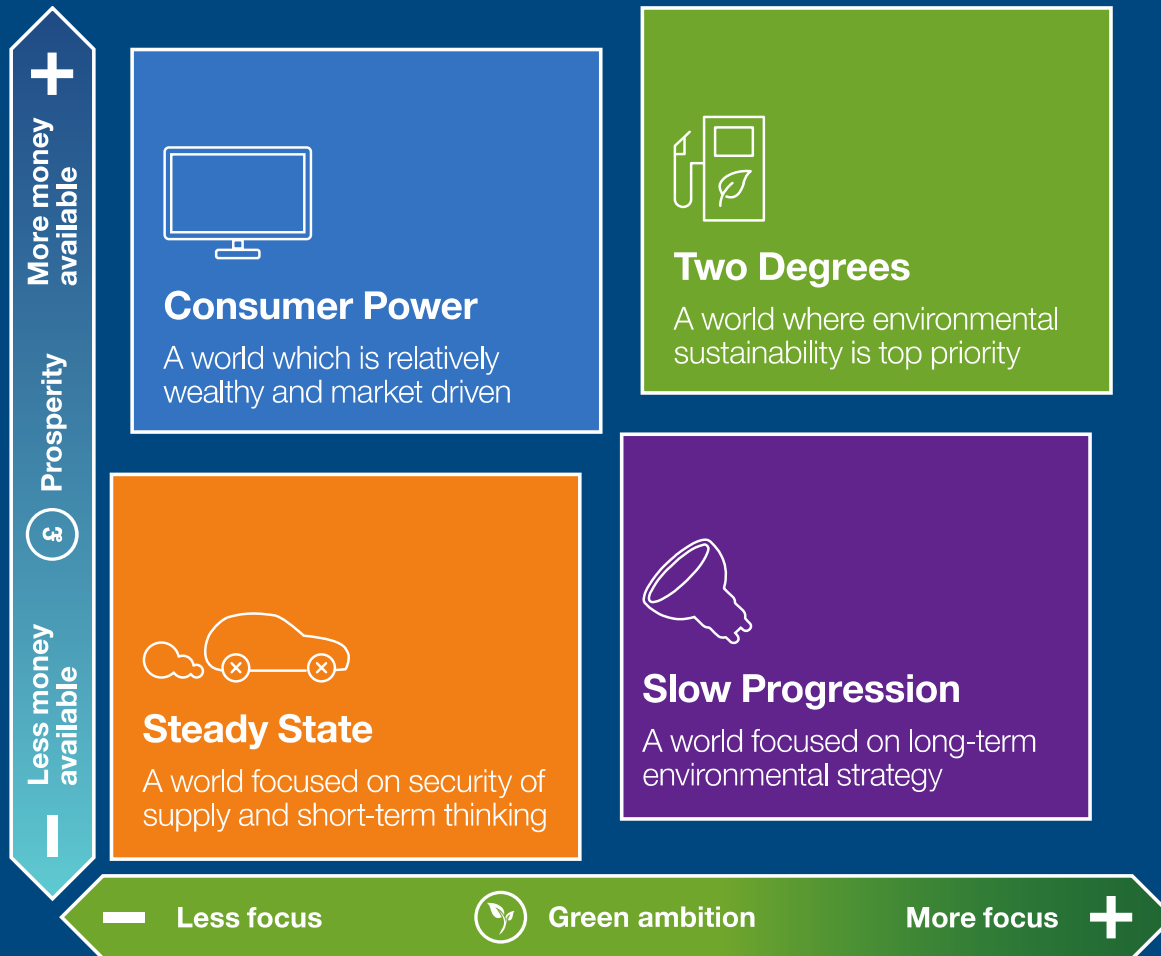 More money
available
Prosperity
£
Less money
available
Consumer Power
A world which is relatively
wealthy and market driven
Two Degrees
A world where environmental
sustainability is top priority
Steady State
A world focused on security of
supply and short-term thinking
Slow Progression
A world focused on long-term
environmental strategy
Less focus
Green ambition
More focus